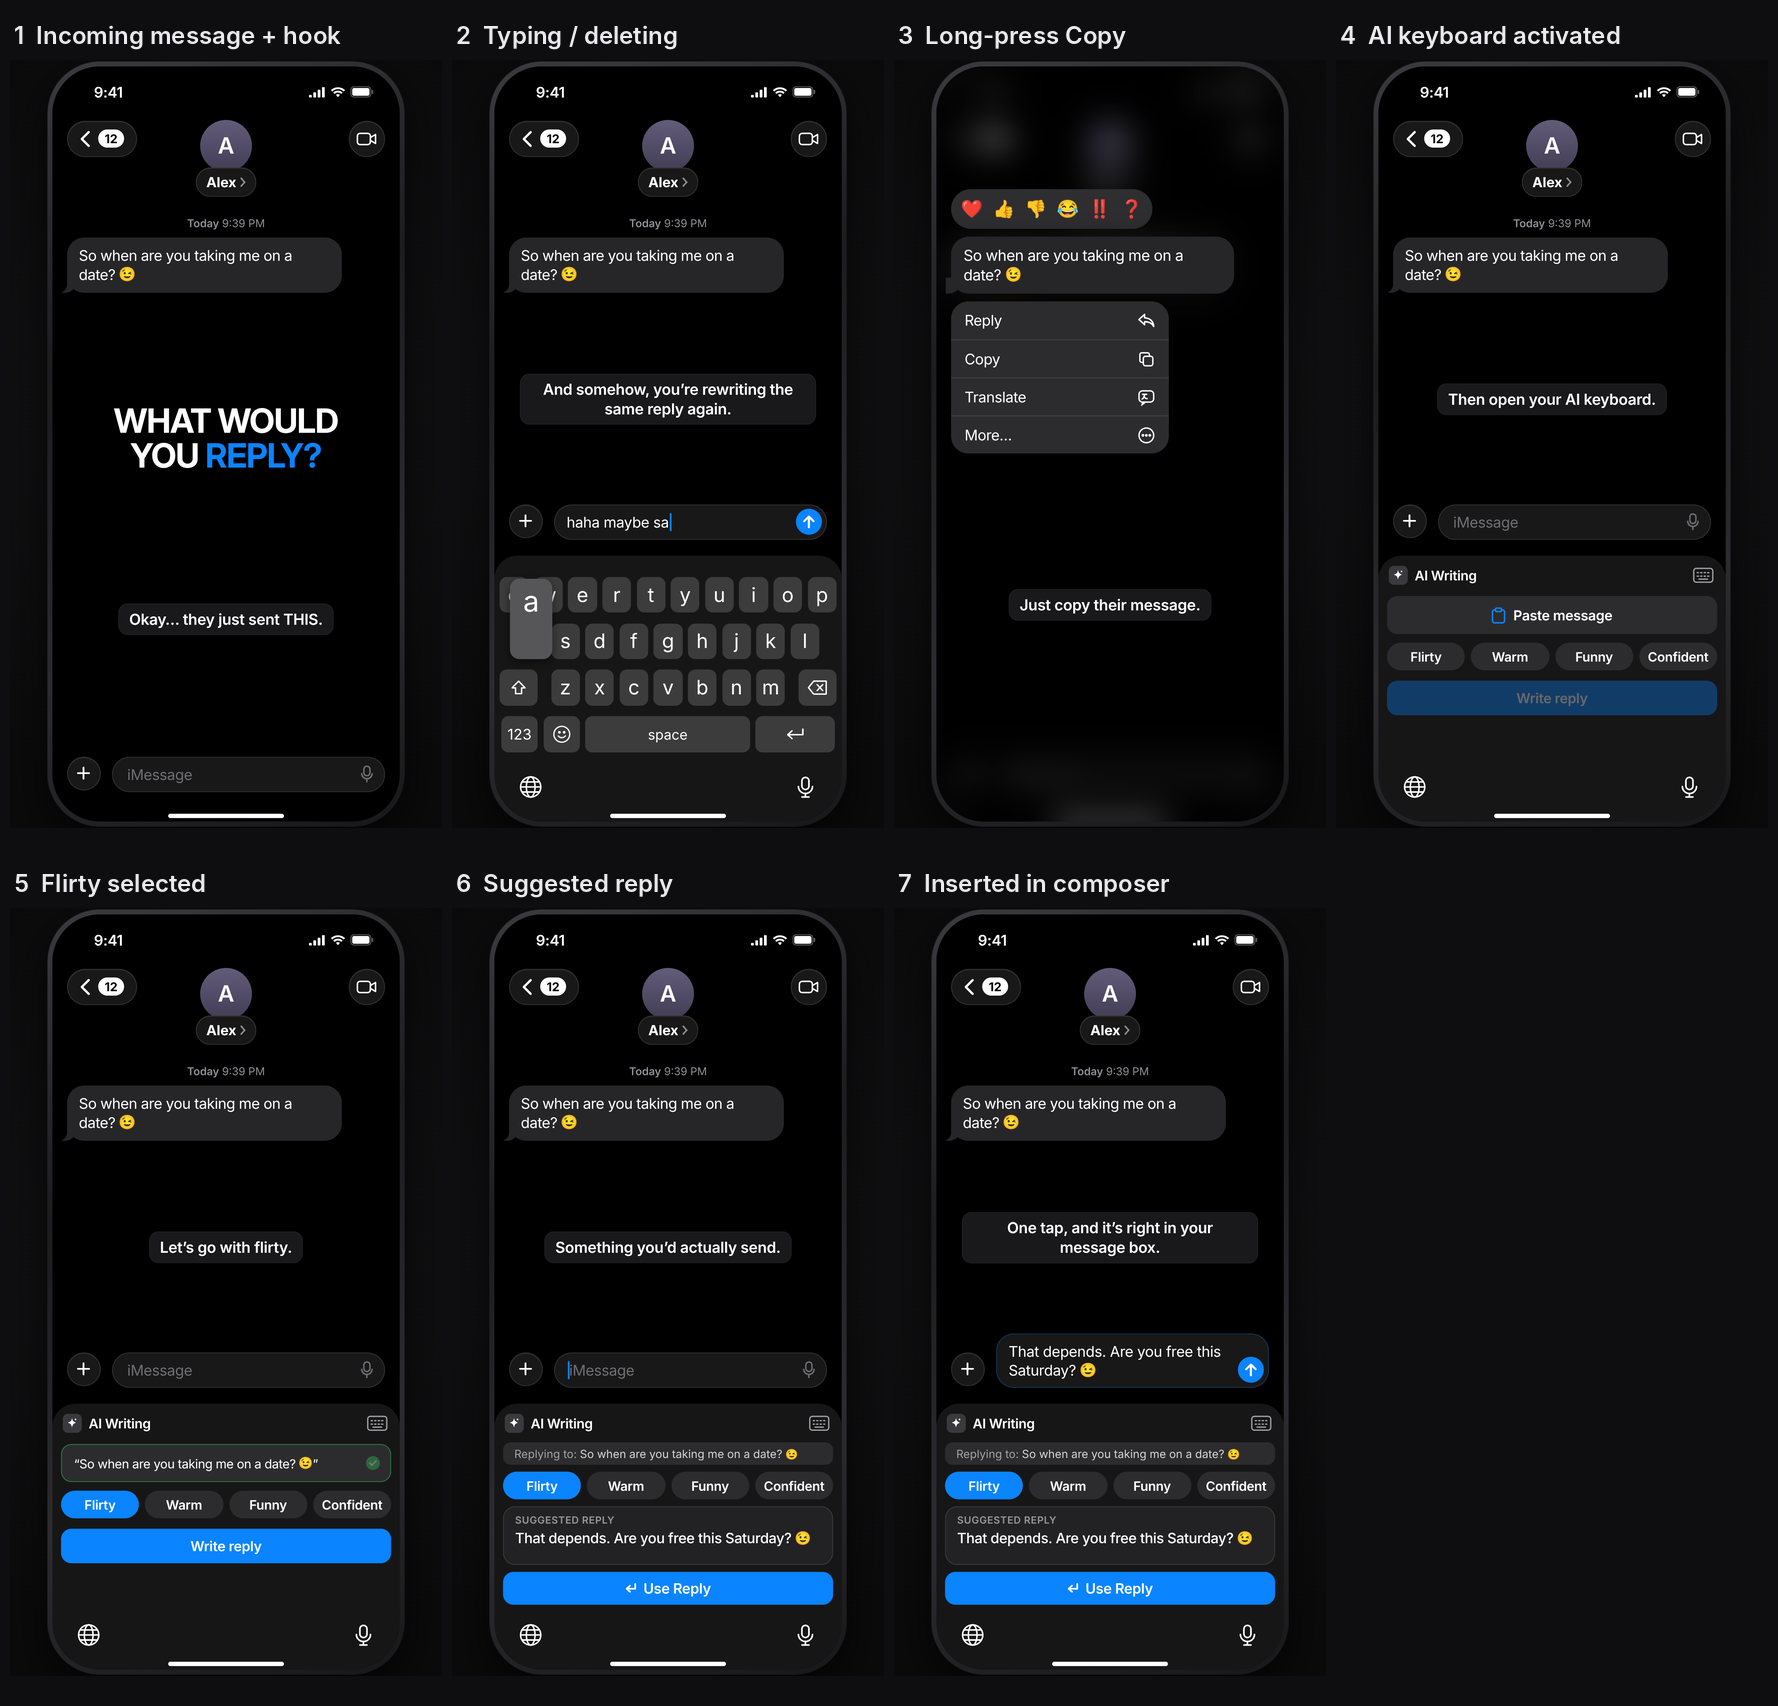 1 Incoming message + hook
9:41
12
A
Alex
Today 9:39 PM
So when are you taking me on a
date? 😉
WHAT WOULD
YOU REPLY?
Okay... they just sent THIS.
iMessage
2 Typing / deleting
9:41
12
A
Alex
Today 9:39 PM
So when are you taking me on a
date? 😉
And somehow, you’re rewriting the
same reply again.
haha maybe sa
e r t y u i o p
a s d f g h j k l
z x c v b n m
123 space
3 Long-press Copy
❤️ 👍 👎 😂 ‼️ ❓
So when are you taking me on a
date? 😉
Reply
Copy
Translate
More...
Just copy their message.
4 AI keyboard activated
9:41
12
A
Alex
Today 9:39 PM
So when are you taking me on a
date? 😉
Then open your AI keyboard.
iMessage
AI Writing
Paste message
Flirty Warm Funny Confident
Write reply
5 Flirty selected
9:41
12
A
Alex
Today 9:39 PM
So when are you taking me on a
date? 😉
Let’s go with flirty.
iMessage
AI Writing
“So when are you taking me on a date? 😉”
Flirty Warm Funny Confident
Write reply
6 Suggested reply
9:41
12
A
Alex
Today 9:39 PM
So when are you taking me on a
date? 😉
Something you’d actually send.
iMessage
AI Writing
Replying to: So when are you taking me on a date? 😉
Flirty Warm Funny Confident
SUGGESTED REPLY
That depends. Are you free this Saturday? 😉
Use Reply
7 Inserted in composer
9:41
12
A
Alex
Today 9:39 PM
So when are you taking me on a
date? 😉
One tap, and it’s right in your
message box.
That depends. Are you free this
Saturday? 😉
AI Writing
Replying to: So when are you taking me on a date? 😉
Flirty Warm Funny Confident
SUGGESTED REPLY
That depends. Are you free this Saturday? 😉
Use Reply